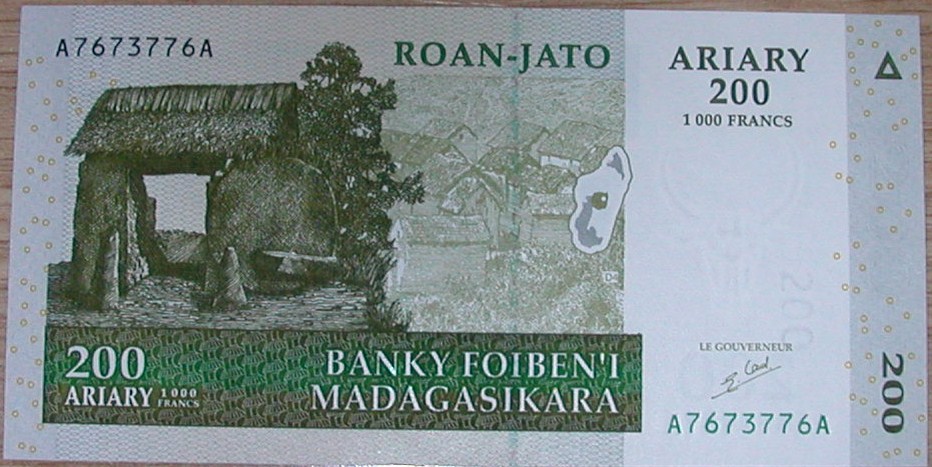 A7673776A
ROAN-JATO
ARIARY
200
1 000 FRANCS
LE GOUVERNEUR
200
200
ARIARY 1 000
FRANCS
BANKY FOIBEN'I
MADAGASIKARA
A7673776A